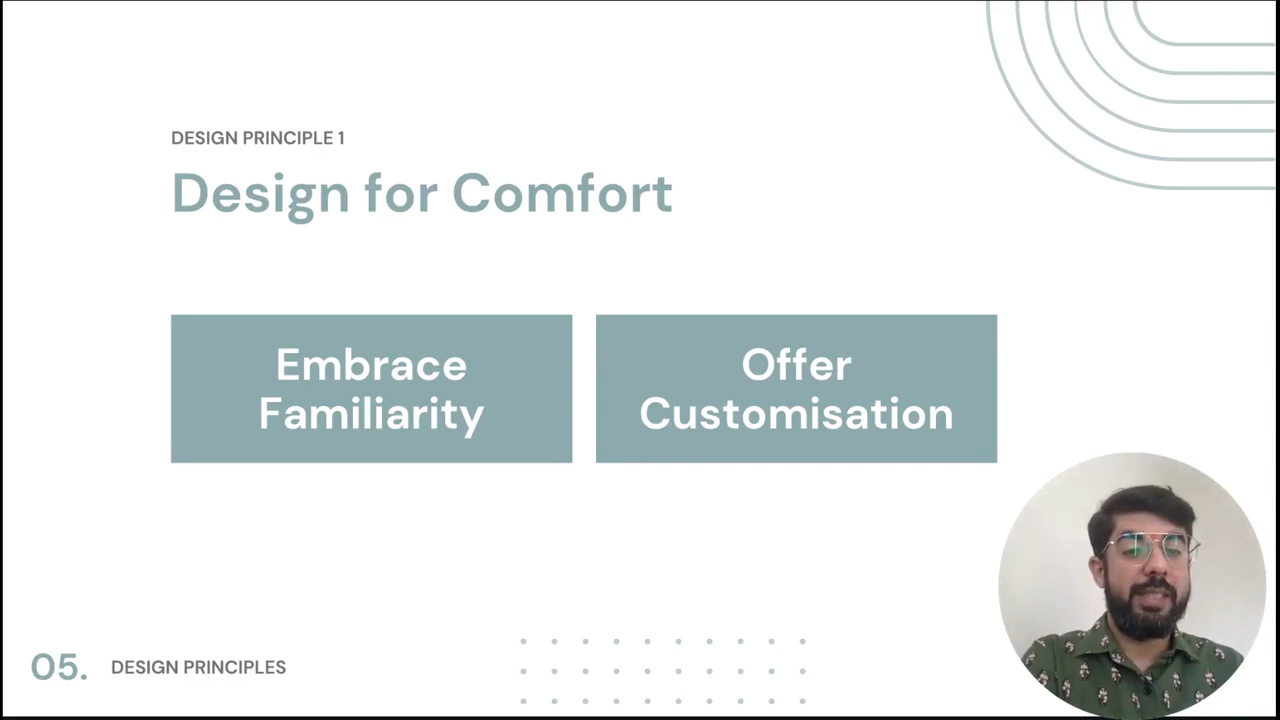 DESIGN PRINCIPLE 1
Design for Comfort
Embrace
Familiarity
Offer
Customisation
05. DESIGN PRINCIPLES